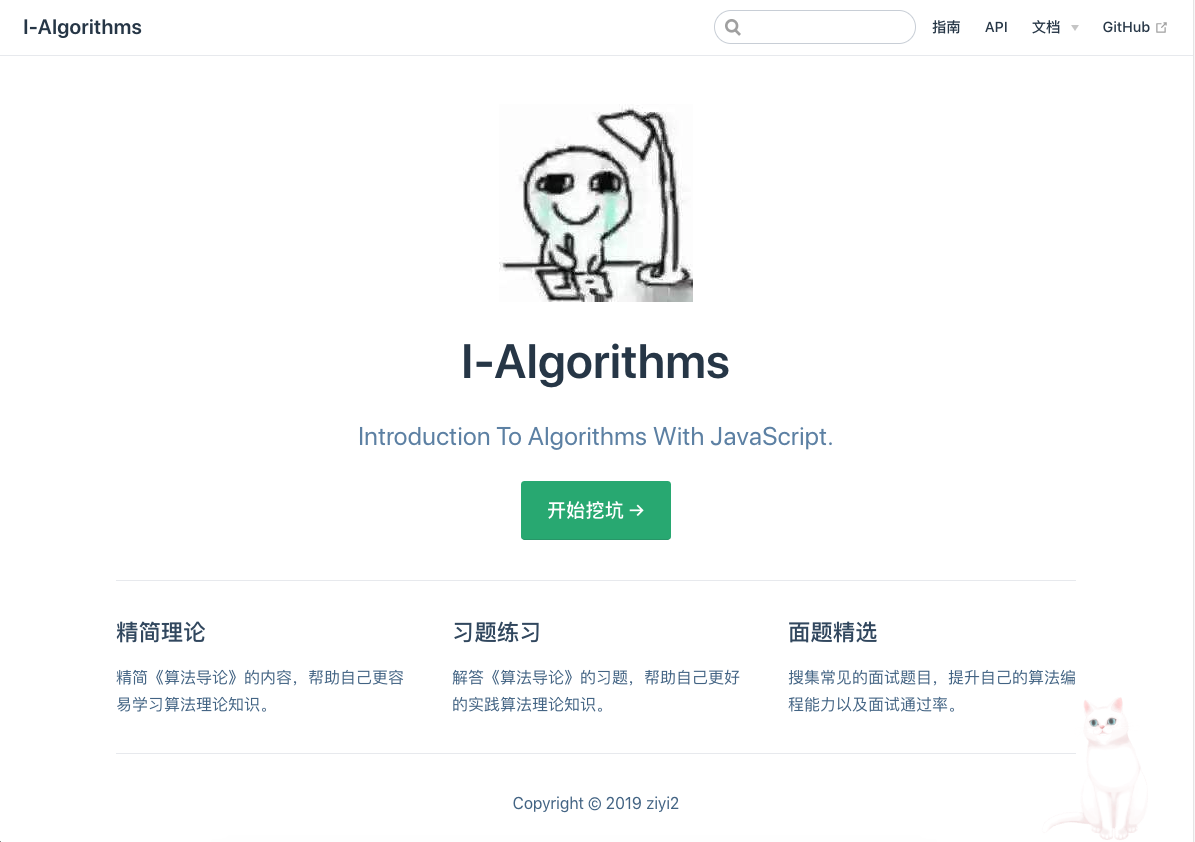 I-Algorithms
指南
API
文档
GitHub
I-Algorithms
Introduction To Algorithms With JavaScript.
开始挖坑 →
精简理论
精简《算法导论》的内容，帮助自己更容
易学习算法理论知识。
习题练习
解答《算法导论》的习题，帮助自己更好
的实践算法理论知识。
面题精选
搜集常见的面试题目，提升自己的算法编
程能力以及面试通过率。
Copyright © 2019 ziyi2